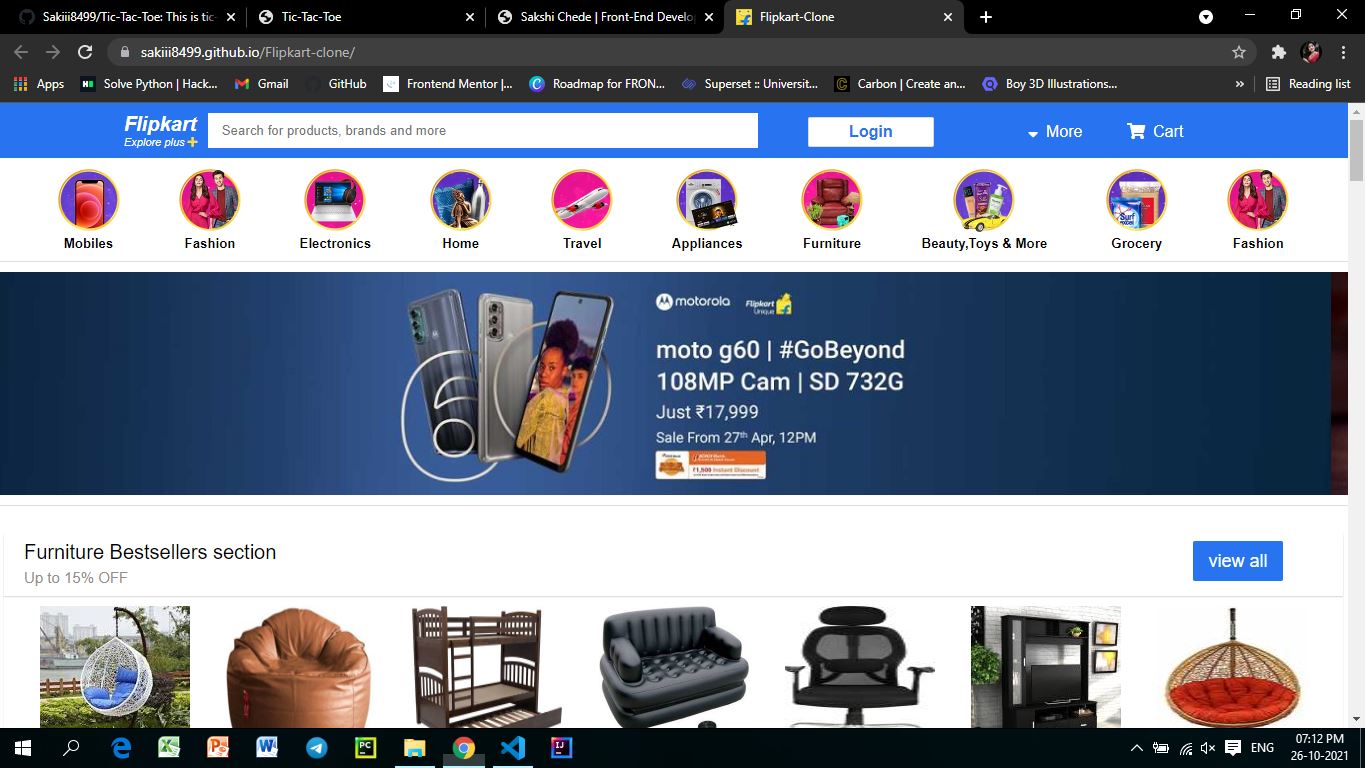 Sakiii8499/Tic-Tac-Toe: This is tic-
Tic-Tac-Toe
Sakshi Chede | Front-End Develop
Flipkart-Clone
sakiii8499.github.io/Flipkart-clone/
Apps
Solve Python | Hack...
Gmail
GitHub
Frontend Mentor |...
Roadmap for FRON...
Superset :: Universit...
Carbon | Create an...
Boy 3D Illustrations...
»
Reading list
Flipkart
Explore plus
Search for products, brands and more
Login
More
Cart
Mobiles
Fashion
Electronics
Home
Travel
Appliances
Furniture
Beauty,Toys & More
Grocery
Fashion
motorola
Flipkart
Unique
moto g60 | #GoBeyond
108MP Cam | SD 732G
Just ₹17,999
Sale From 27th Apr, 12PM
₹1,500 Instant Discount
Furniture Bestsellers section
Up to 15% OFF
view all
ENG
07:12 PM
26-10-2021